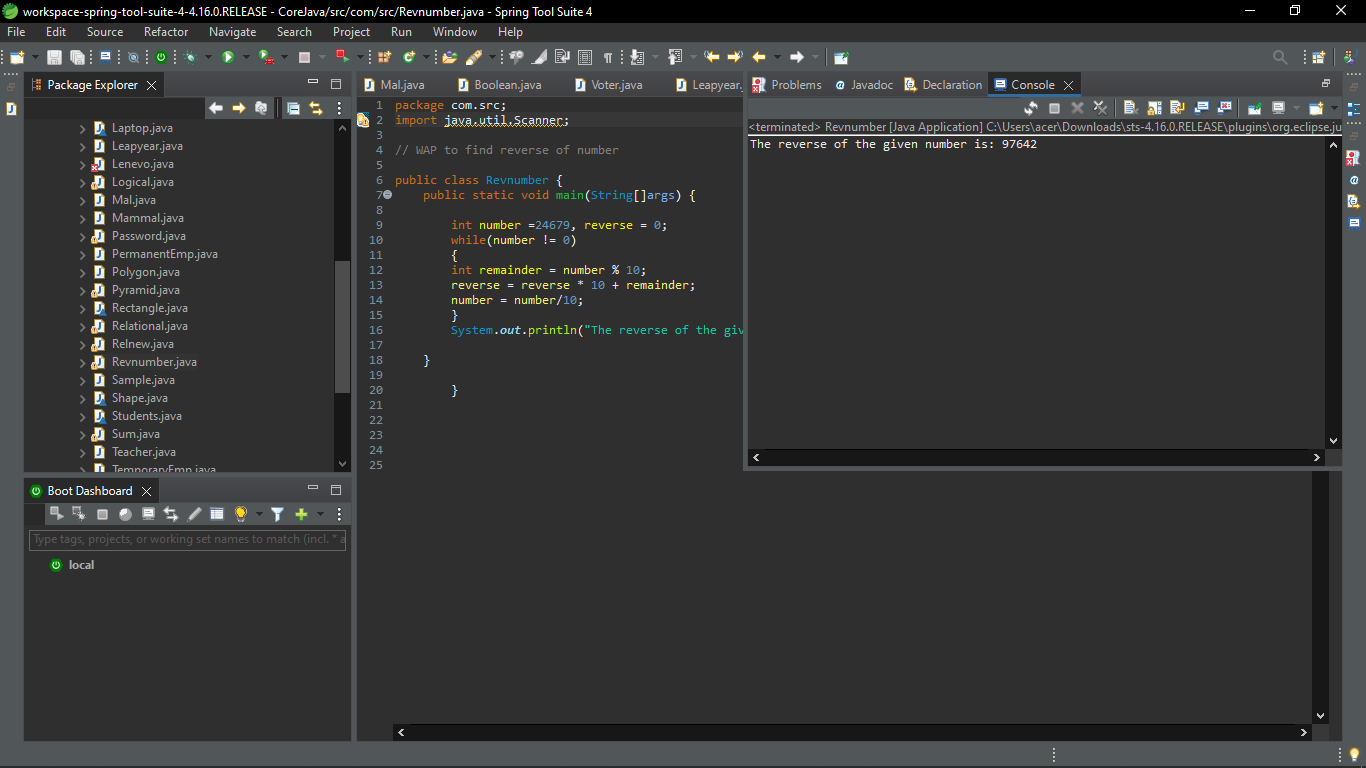 workspace-spring-tool-suite-4-4.16.0.RELEASE - CoreJava/src/com/src/Revnumber.java - Spring Tool Suite 4
File Edit Source Refactor Navigate Search Project Run Window Help
Package Explorer
Laptop.java
Leapyear.java
Lenevo.java
Logical.java
Mal.java
Mammal.java
Password.java
PermanentEmp.java
Polygon.java
Pyramid.java
Rectangle.java
Relational.java
Relnew.java
Revnumber.java
Sample.java
Shape.java
Students.java
Sum.java
Teacher.java
TemporaryEmp.java
Boot Dashboard
Type tags, projects, or working set names to match (incl. * a
local
Mal.java Boolean.java Voter.java Leapyear.
1 package com.src;
2 import java.util.Scanner;
3
4 // WAP to find reverse of number
5
6 public class Revnumber {
7 public static void main(String[]args) {
8
9 int number =24679, reverse = 0;
10 while(number != 0)
11 {
12 int remainder = number % 10;
13 reverse = reverse * 10 + remainder;
14 number = number/10;
15 }
16 System.out.println("The reverse of the giv
17
18 }
19
20 }
21
22
23
24
25
Problems Javadoc Declaration Console
<terminated> Revnumber [Java Application] C:\Users\acer\Downloads\sts-4.16.0.RELEASE\plugins\org.eclipse.ju
The reverse of the given number is: 97642